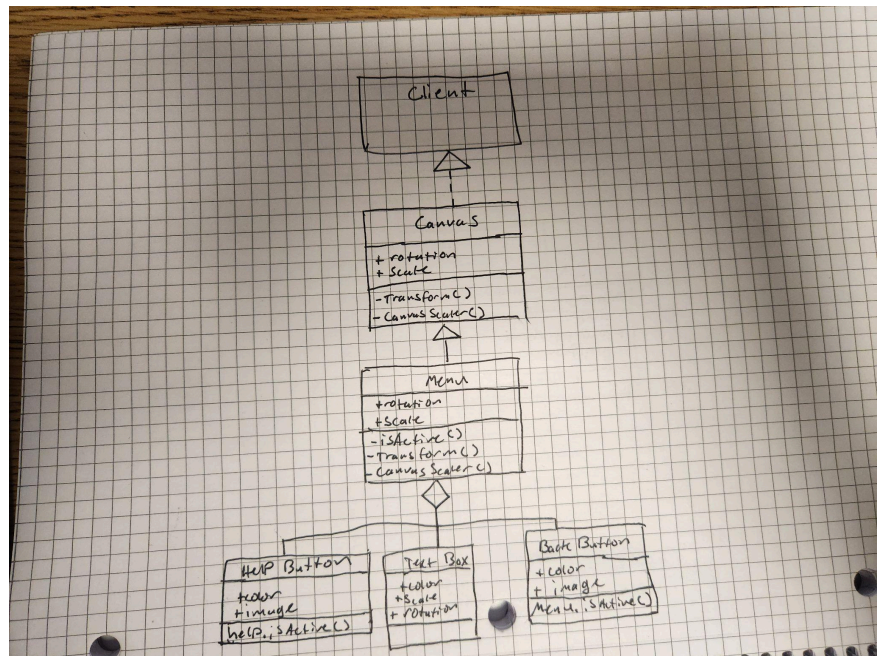 Client
Canvas
+ rotation
+ Scale
- Transform()
- CanvasScaler()
Menu
+rotation
+Scale
- isActive()
- Transform()
- CanvasScaler()
Help Button
+color
+image
help.isActive()
Text Box
+color
+Scale
+ rotation
Back Button
+ color
+ image
Menu.isActive()